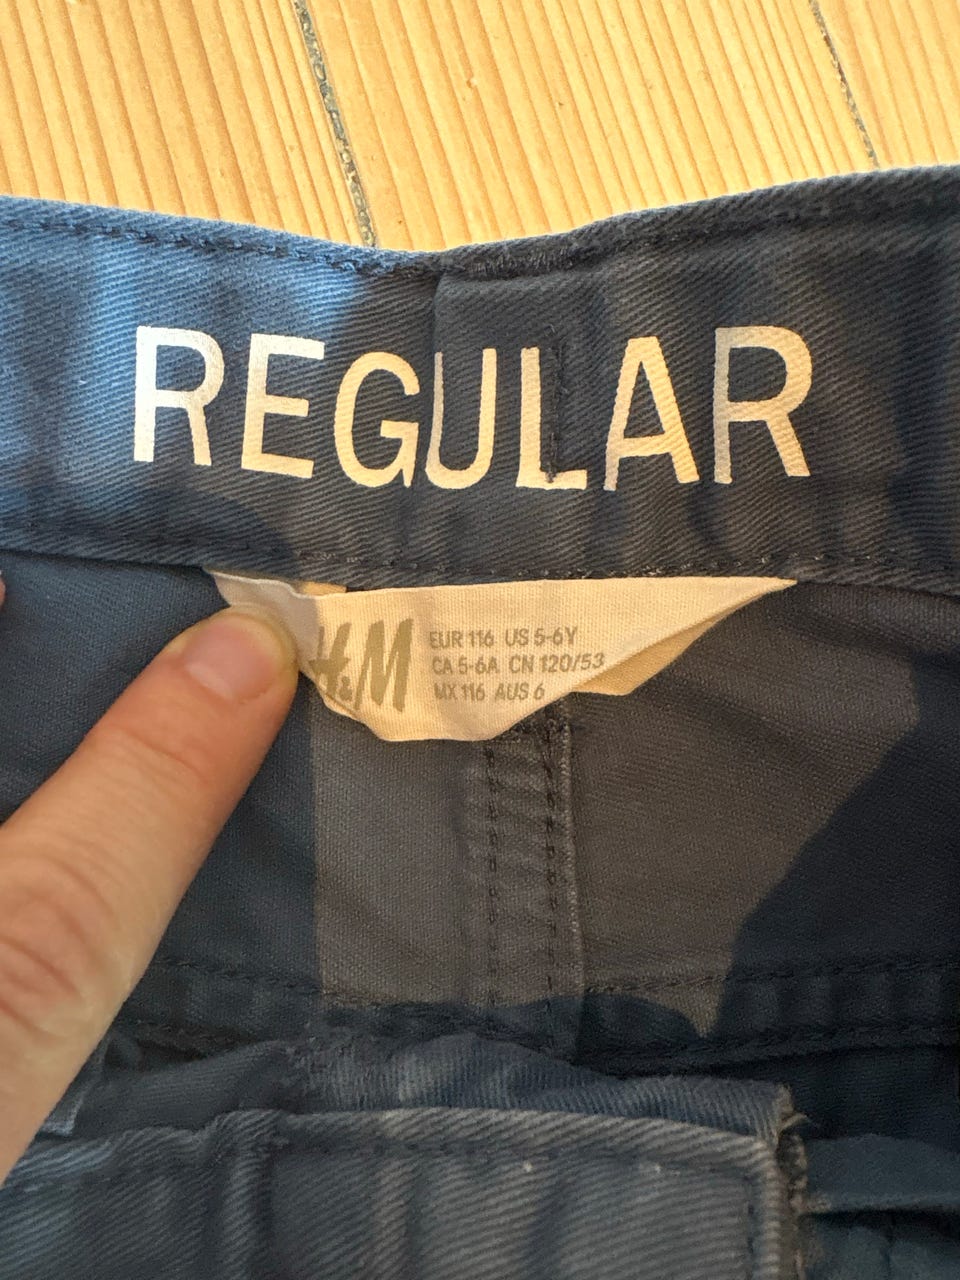 REGULAR
H&M
EUR 116 US 5-6Y
CA 5-6A CN 120/53
MX 116 AUS 6